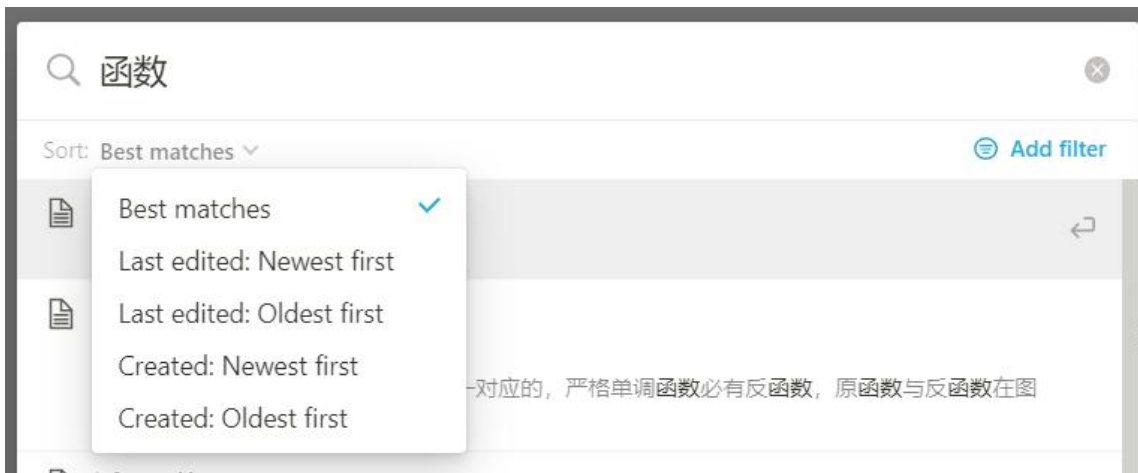 函数
Sort: Best matches
Add filter
Best matches
Last edited: Newest first
Last edited: Oldest first
Created: Newest first
一对应的，严格单调函数必有反函数，原函数与反函数在图
Created: Oldest first